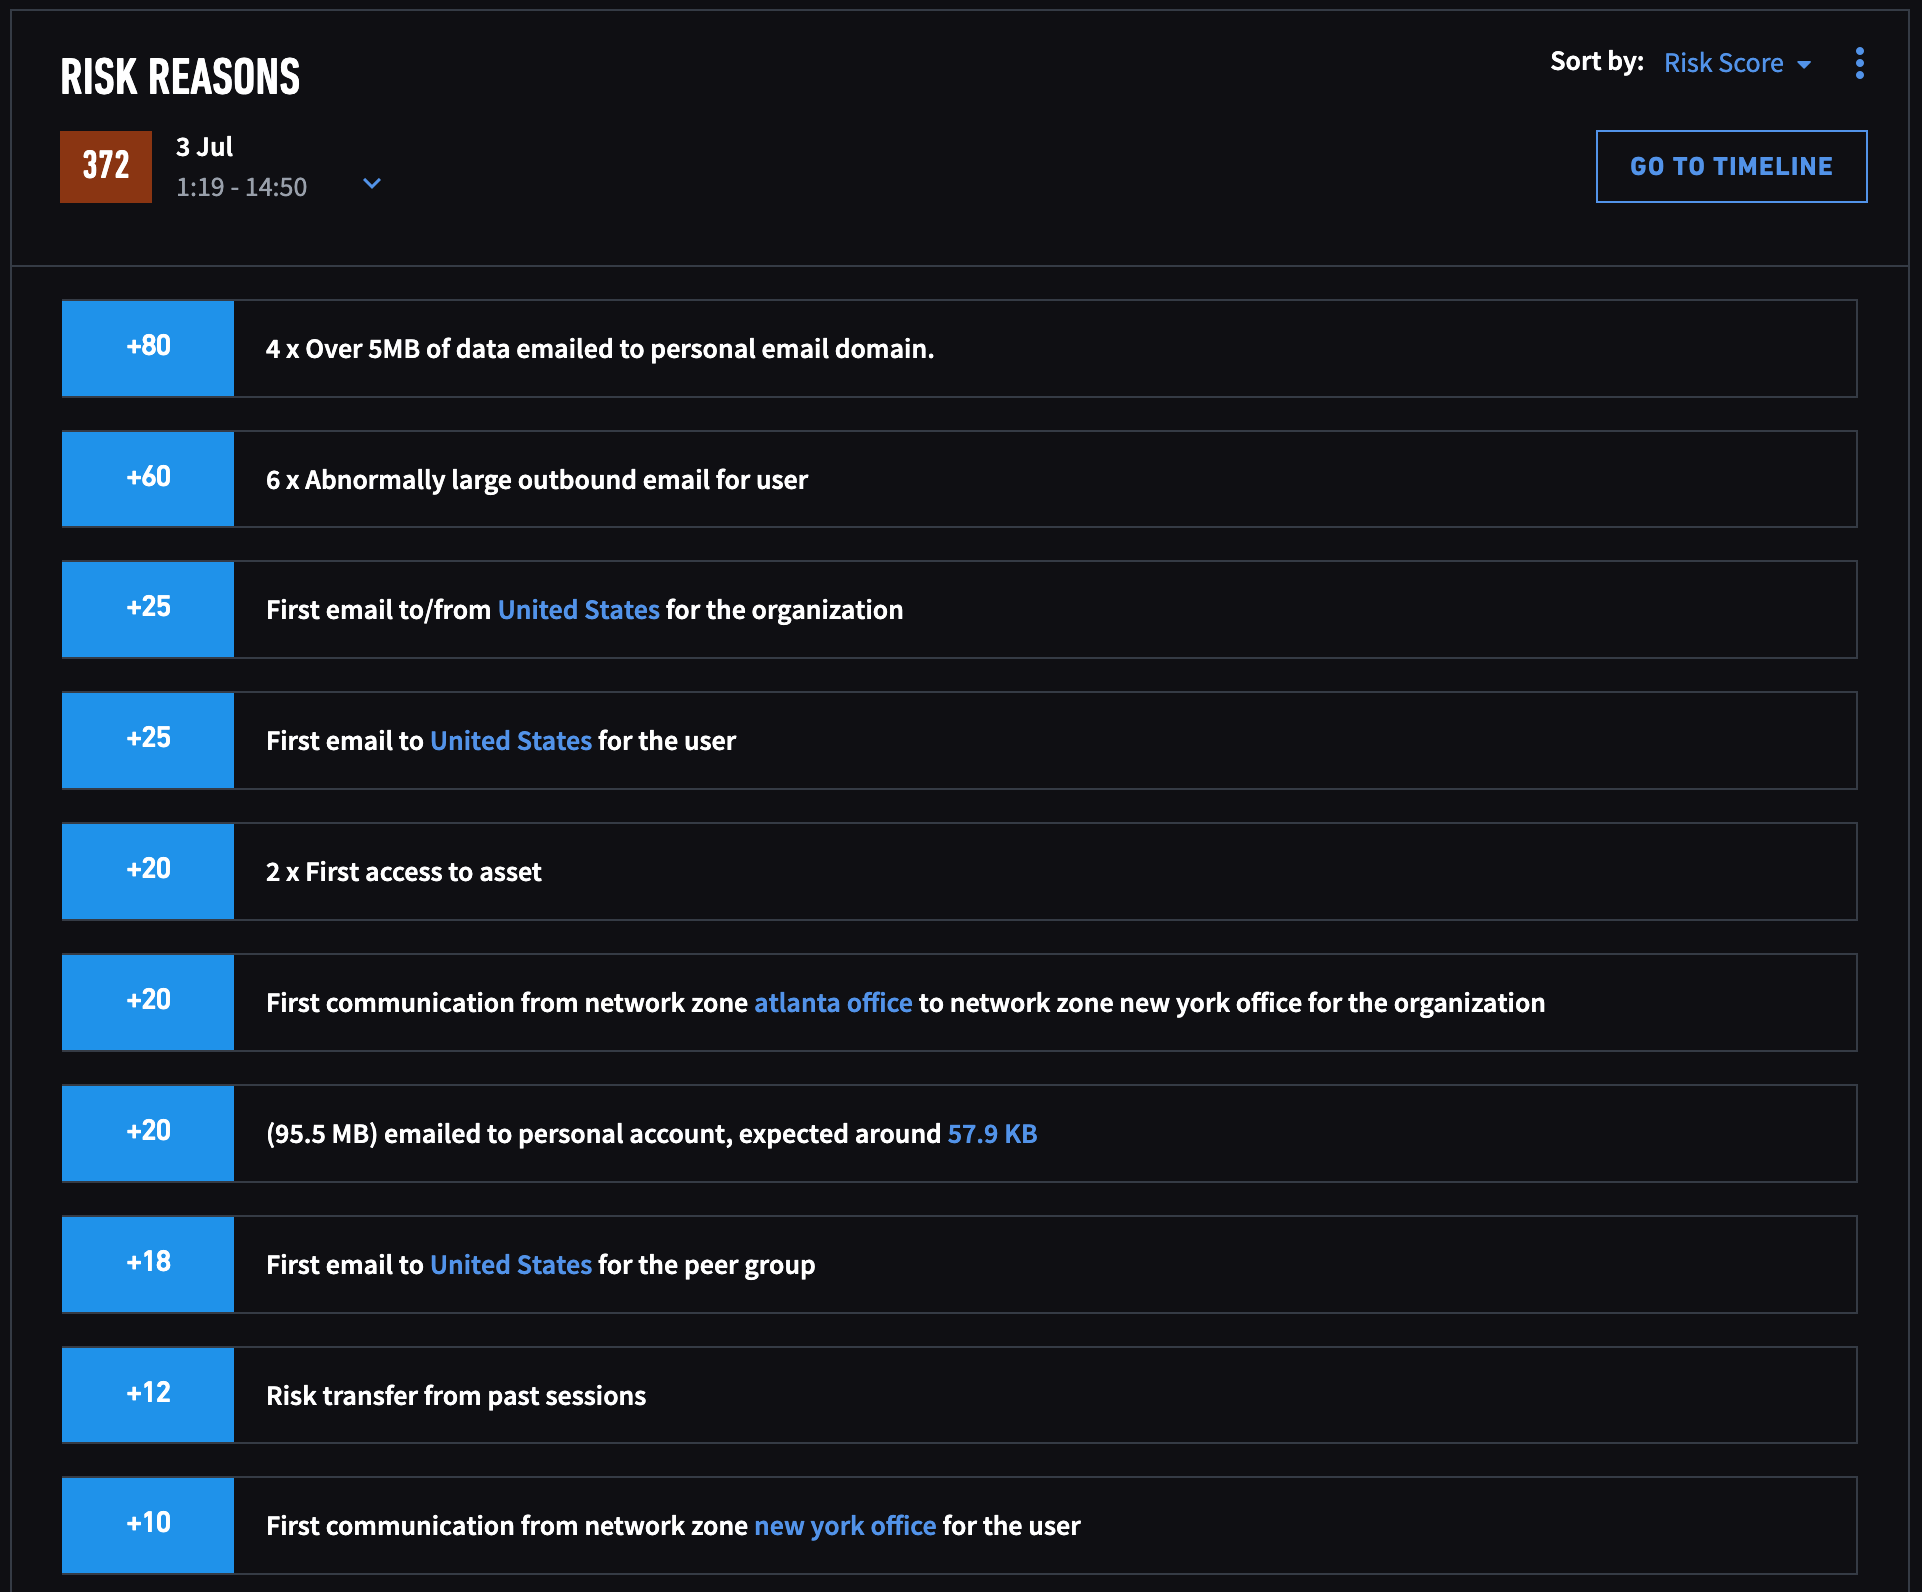 RISK REASONS
Sort by: Risk Score
372
3 Jul
1:19 - 14:50
GO TO TIMELINE
+80
4 x Over 5MB of data emailed to personal email domain.
+60
6 x Abnormally large outbound email for user
+25
First email to/from United States for the organization
+25
First email to United States for the user
+20
2 x First access to asset
+20
First communication from network zone atlanta office to network zone new york office for the organization
+20
(95.5 MB) emailed to personal account, expected around 57.9 KB
+18
First email to United States for the peer group
+12
Risk transfer from past sessions
+10
First communication from network zone new york office for the user